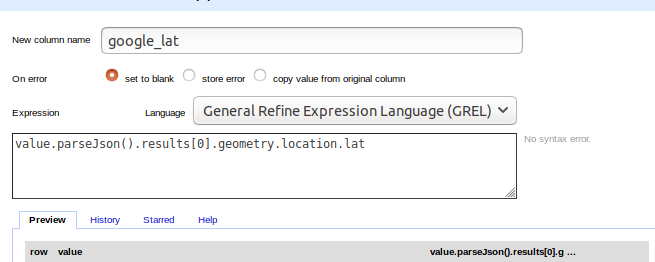 New column name google_lat
On error set to blank store error copy value from original column
Expression Language General Refine Expression Language (GREL)
value.parseJson().results[0].geometry.location.lat No syntax error.
Preview History Starred Help
row value value.parseJson().results[0].g ...